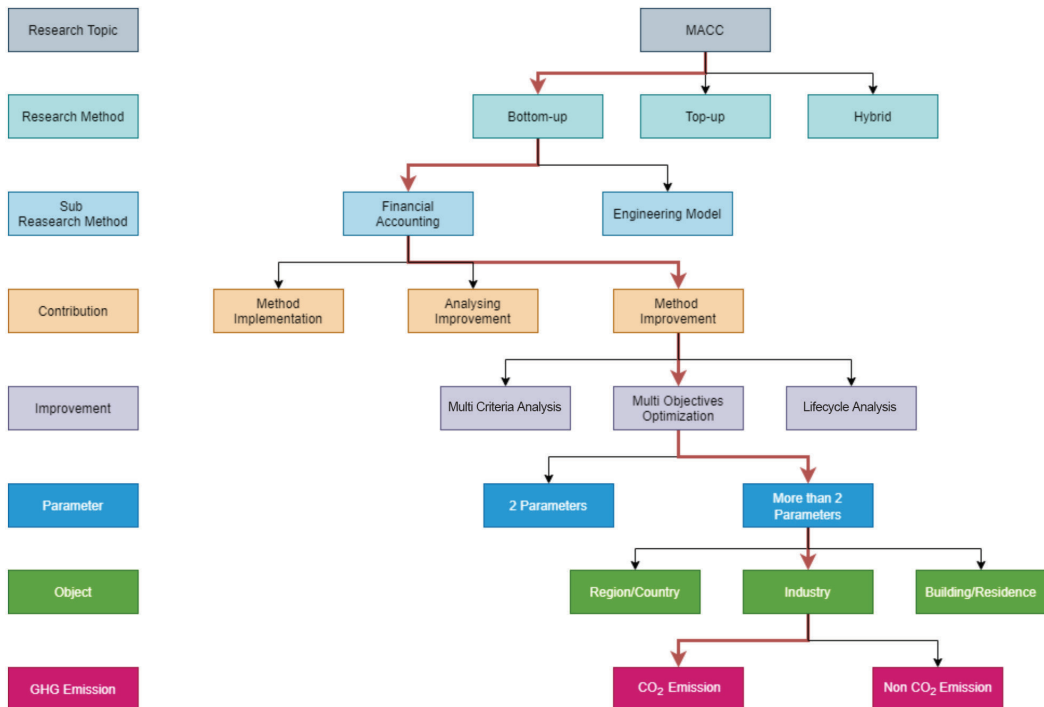 Research Topic
MACC
Research Method
Bottom-up
Top-up
Hybrid
Sub
Reasearch Method
Financial
Accounting
Engineering Model
Contribution
Method
Implementation
Analysing
Improvement
Method
Improvement
Improvement
Multi Criteria Analysis
Multi Objectives
Optimization
Lifecycle Analysis
Parameter
2 Parameters
More than 2
Parameters
Object
Region/Country
Industry
Building/Residence
GHG Emission
CO₂ Emission
Non CO₂ Emission